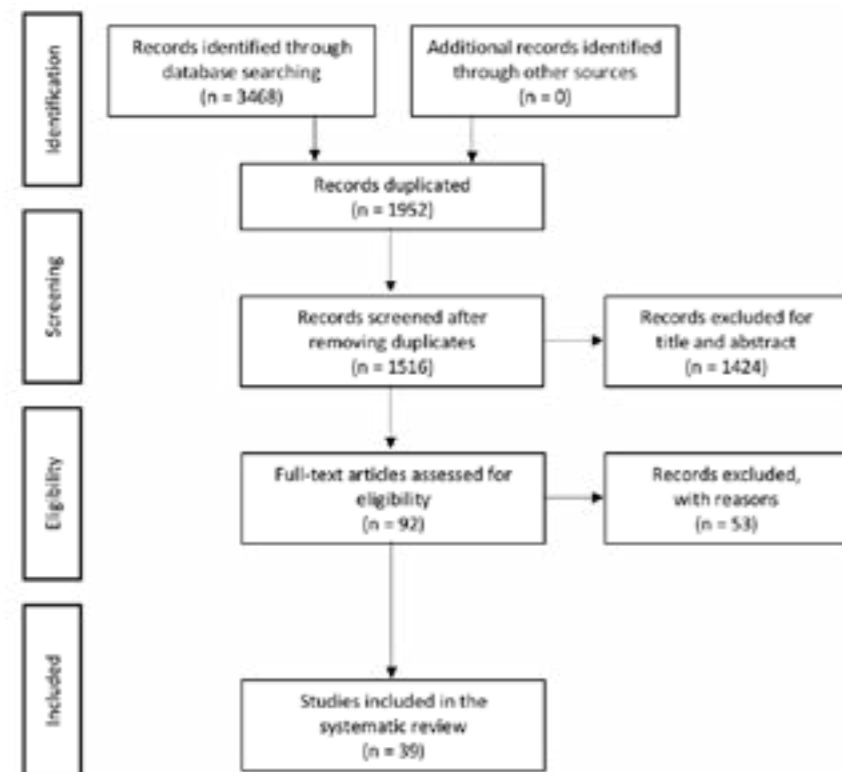 Identification
Records identified through
database searching
(n = 3468)
Additional records identified
through other sources
(n = 0)
Records duplicated
(n = 1952)
Screening
Records screened after
removing duplicates
(n = 1516)
Records excluded for
title and abstract
(n = 1424)
Eligibility
Full-text articles assessed for
eligibility
(n = 92)
Records excluded,
with reasons
(n = 53)
Included
Studies included in the
systematic review
(n = 39)